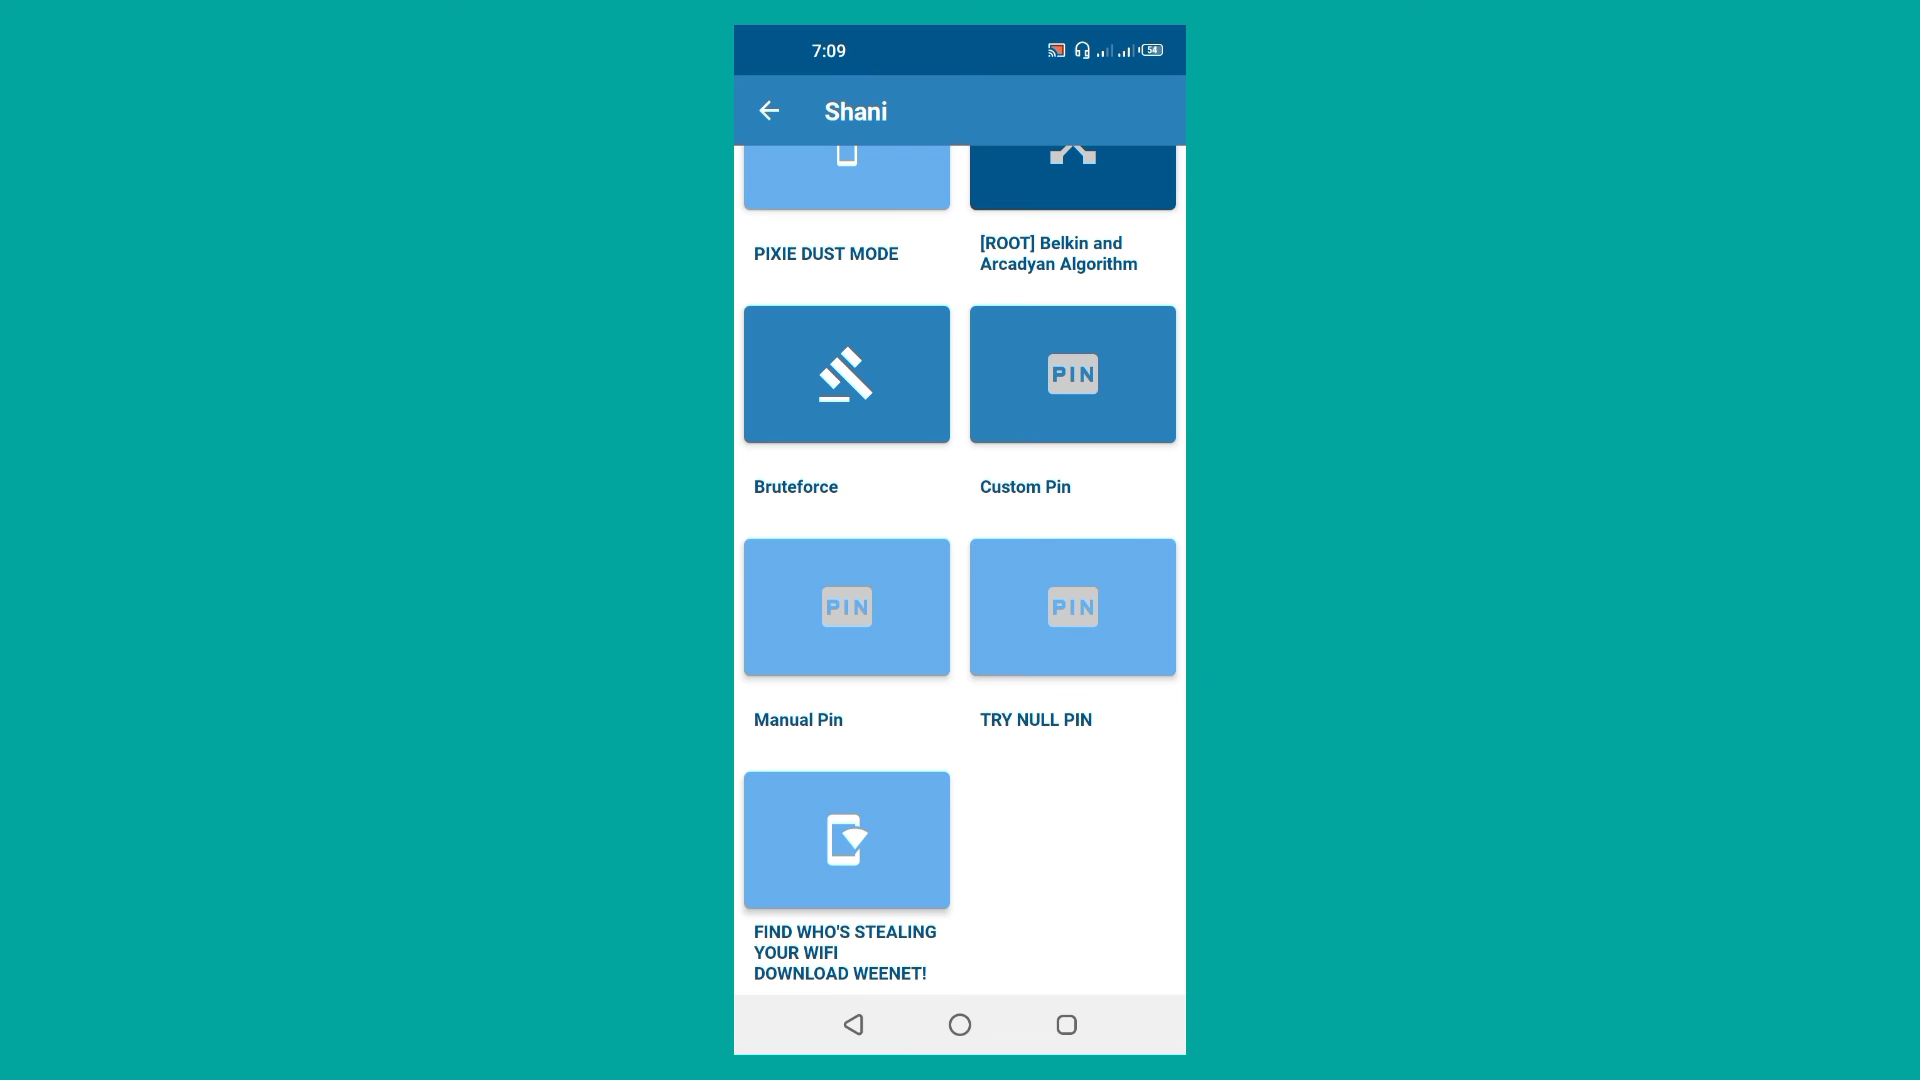 7:09
54
Shani
PIXIE DUST MODE
[ROOT] Belkin and
Arcadyan Algorithm
PIN
Bruteforce
Custom Pin
PIN
PIN
Manual Pin
TRY NULL PIN
FIND WHO'S STEALING
YOUR WIFI
DOWNLOAD WEENET!